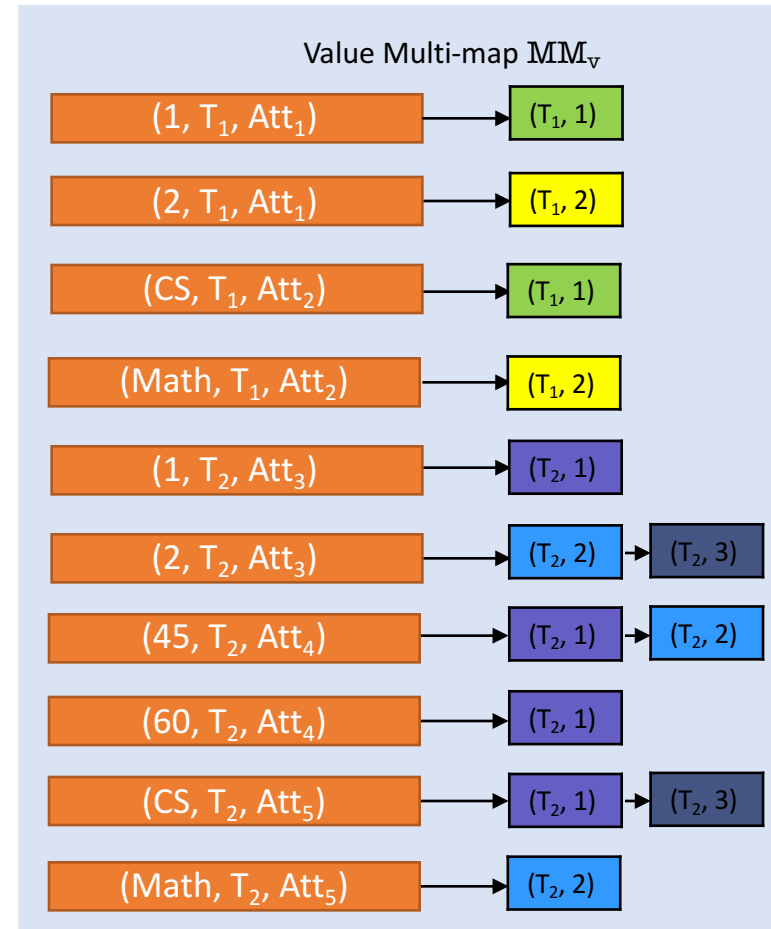 Value Multi-map 𝕄𝕄ᵥ
(1, T₁, Att₁) (T₁, 1)
(2, T₁, Att₁) (T₁, 2)
(CS, T₁, Att₂) (T₁, 1)
(Math, T₁, Att₂) (T₁, 2)
(1, T₂, Att₃) (T₂, 1)
(2, T₂, Att₃) (T₂, 2) (T₂, 3)
(45, T₂, Att₄) (T₂, 1) (T₂, 2)
(60, T₂, Att₄) (T₂, 1)
(CS, T₂, Att₅) (T₂, 1) (T₂, 3)
(Math, T₂, Att₅) (T₂, 2)